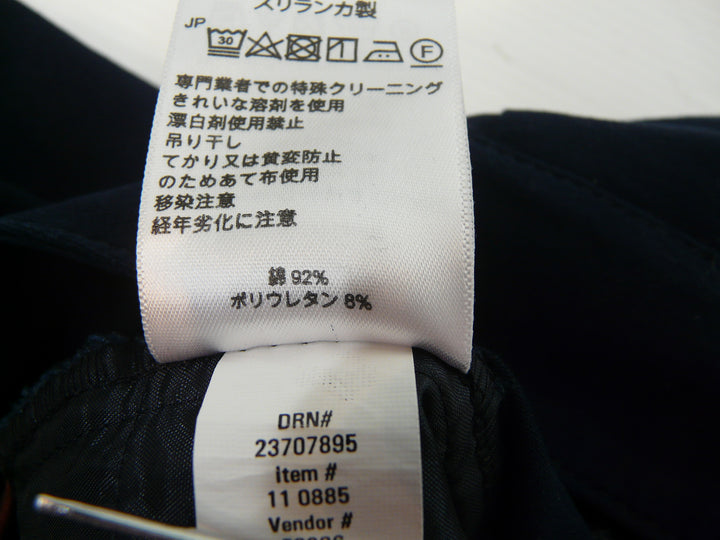 スリランカ製
JP
30
F
専門業者での特殊クリーニング
きれいな溶剤を使用
漂白剤使用禁止
吊り干し
てかり又は黄変防止
のためあて布使用
移染注意
経年劣化に注意
綿 92%
ポリウレタン 8%
DRN#
23707895
item #
11 0885
Vendor #